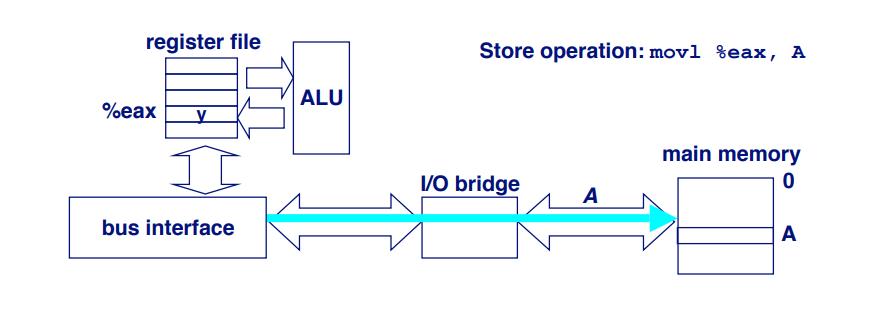 register file
Store operation: movl %eax, A
ALU
%eax
y
main memory
I/O bridge
A
0
bus interface
A